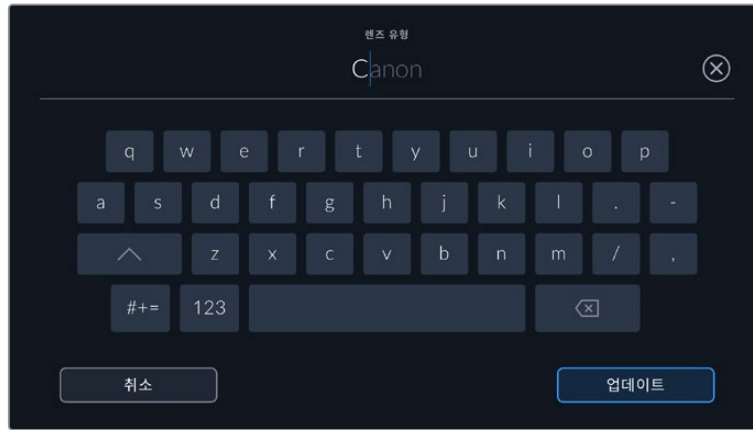 렌즈 유형
Canon
q w e r t y u i o p
a s d f g h j k l . -
z x c v b n m / ,
#+= 123
취소 업데이트